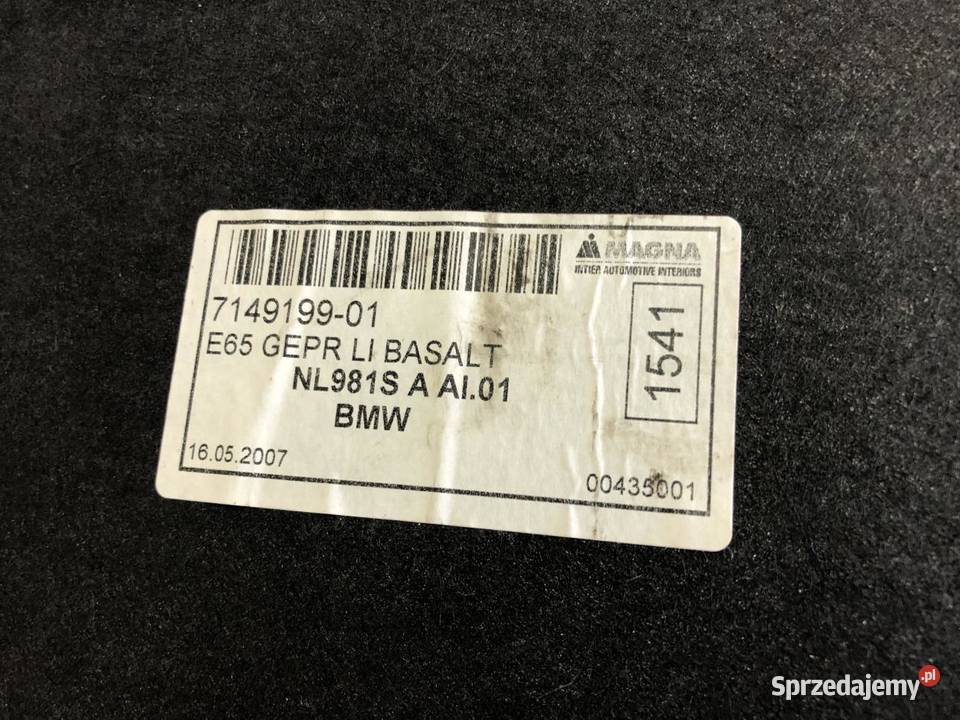 MAGNA
INTIER AUTOMOTIVE INTERIORS
7149199-01
E65 GEPR LI BASALT
NL981S A AI.01
BMW
1541
16.05.2007
00435001
Sprzedajemy.pl